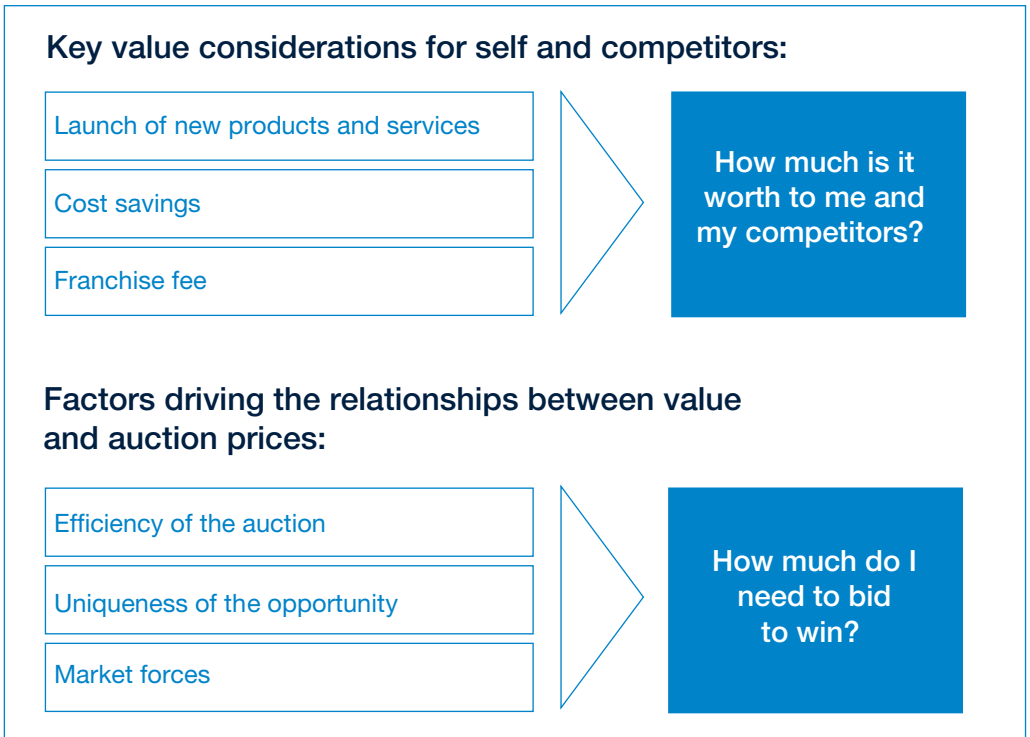 Key value considerations for self and competitors:
Launch of new products and services
Cost savings
Franchise fee
How much is it
worth to me and
my competitors?
Factors driving the relationships between value
and auction prices:
Efficiency of the auction
Uniqueness of the opportunity
Market forces
How much do I
need to bid
to win?